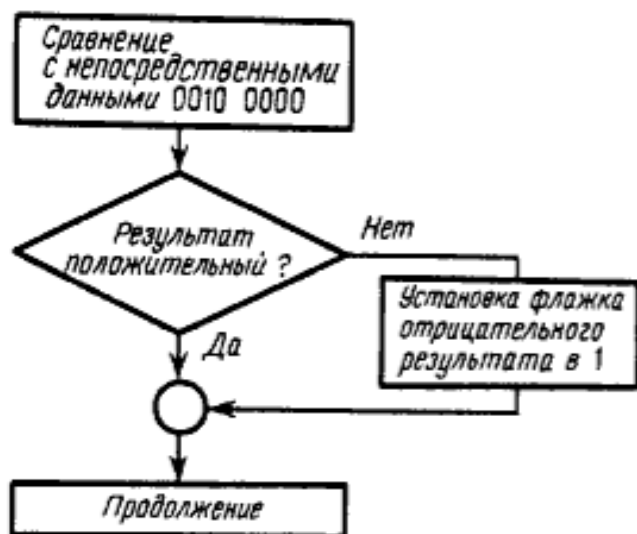 Сравнение
с непосредственными
данными 0010 0000
Результат
положительный ?
Нет
Установка флажка
отрицательного
результата в 1
Да
Продолжение